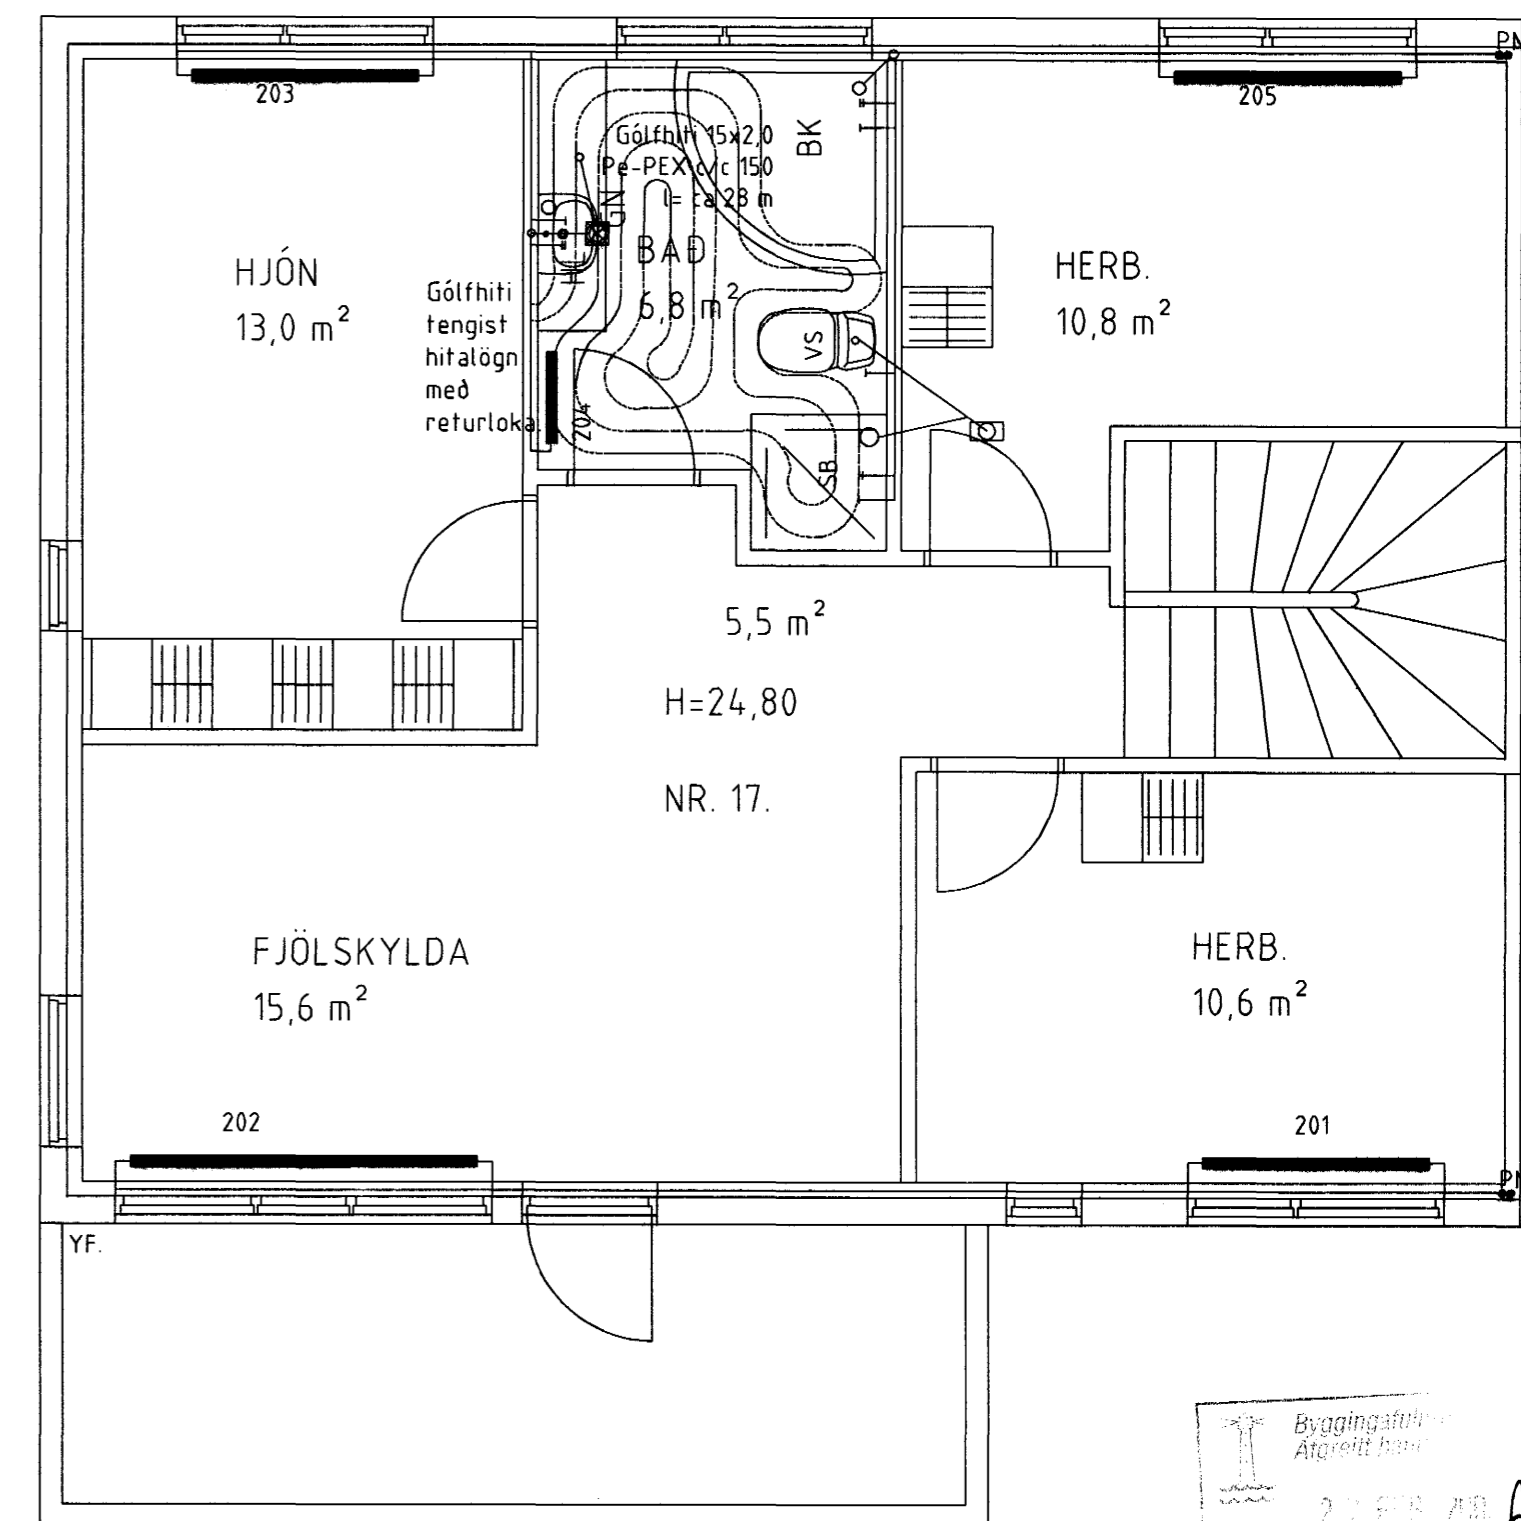 PN
203
205
Gólfhiti 15x2,0
Pe-PEX c/c 150
l= ca 28 m
BK
HJÓN
13,0 m²
BAÐ
6,8 m²
HERB.
10,8 m²
Gólfhiti
tengist
hitalögn
með
returloka
204
VS
SB
5,5 m²
H=24,80
NR. 17.
FJÖLSKYLDA
15,6 m²
HERB.
10,6 m²
202
201
YF.